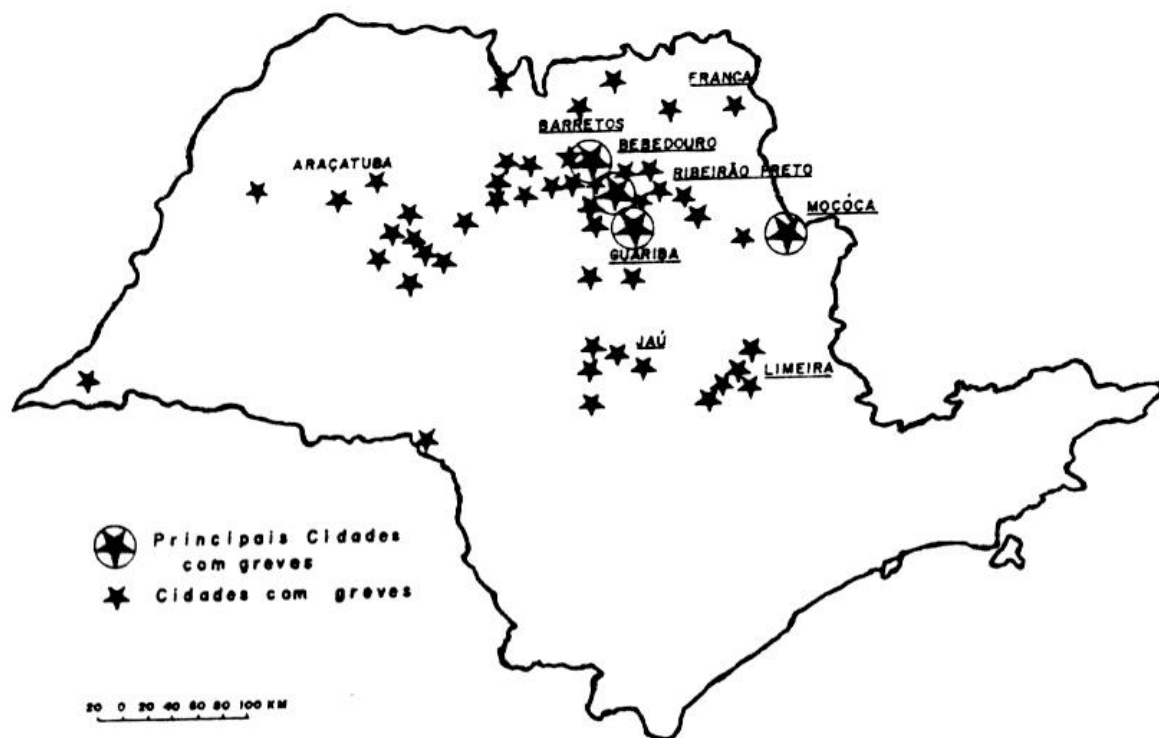 FRANCA
BARRETOS
BEBEDOURO
ARAÇATUBA
RIBEIRÃO PRETO
MOCÓCA
GUARIBA
JAÚ
LIMEIRA
Principais Cidades
com greves
Cidades com greves
20 0 20 40 60 80 100 KM